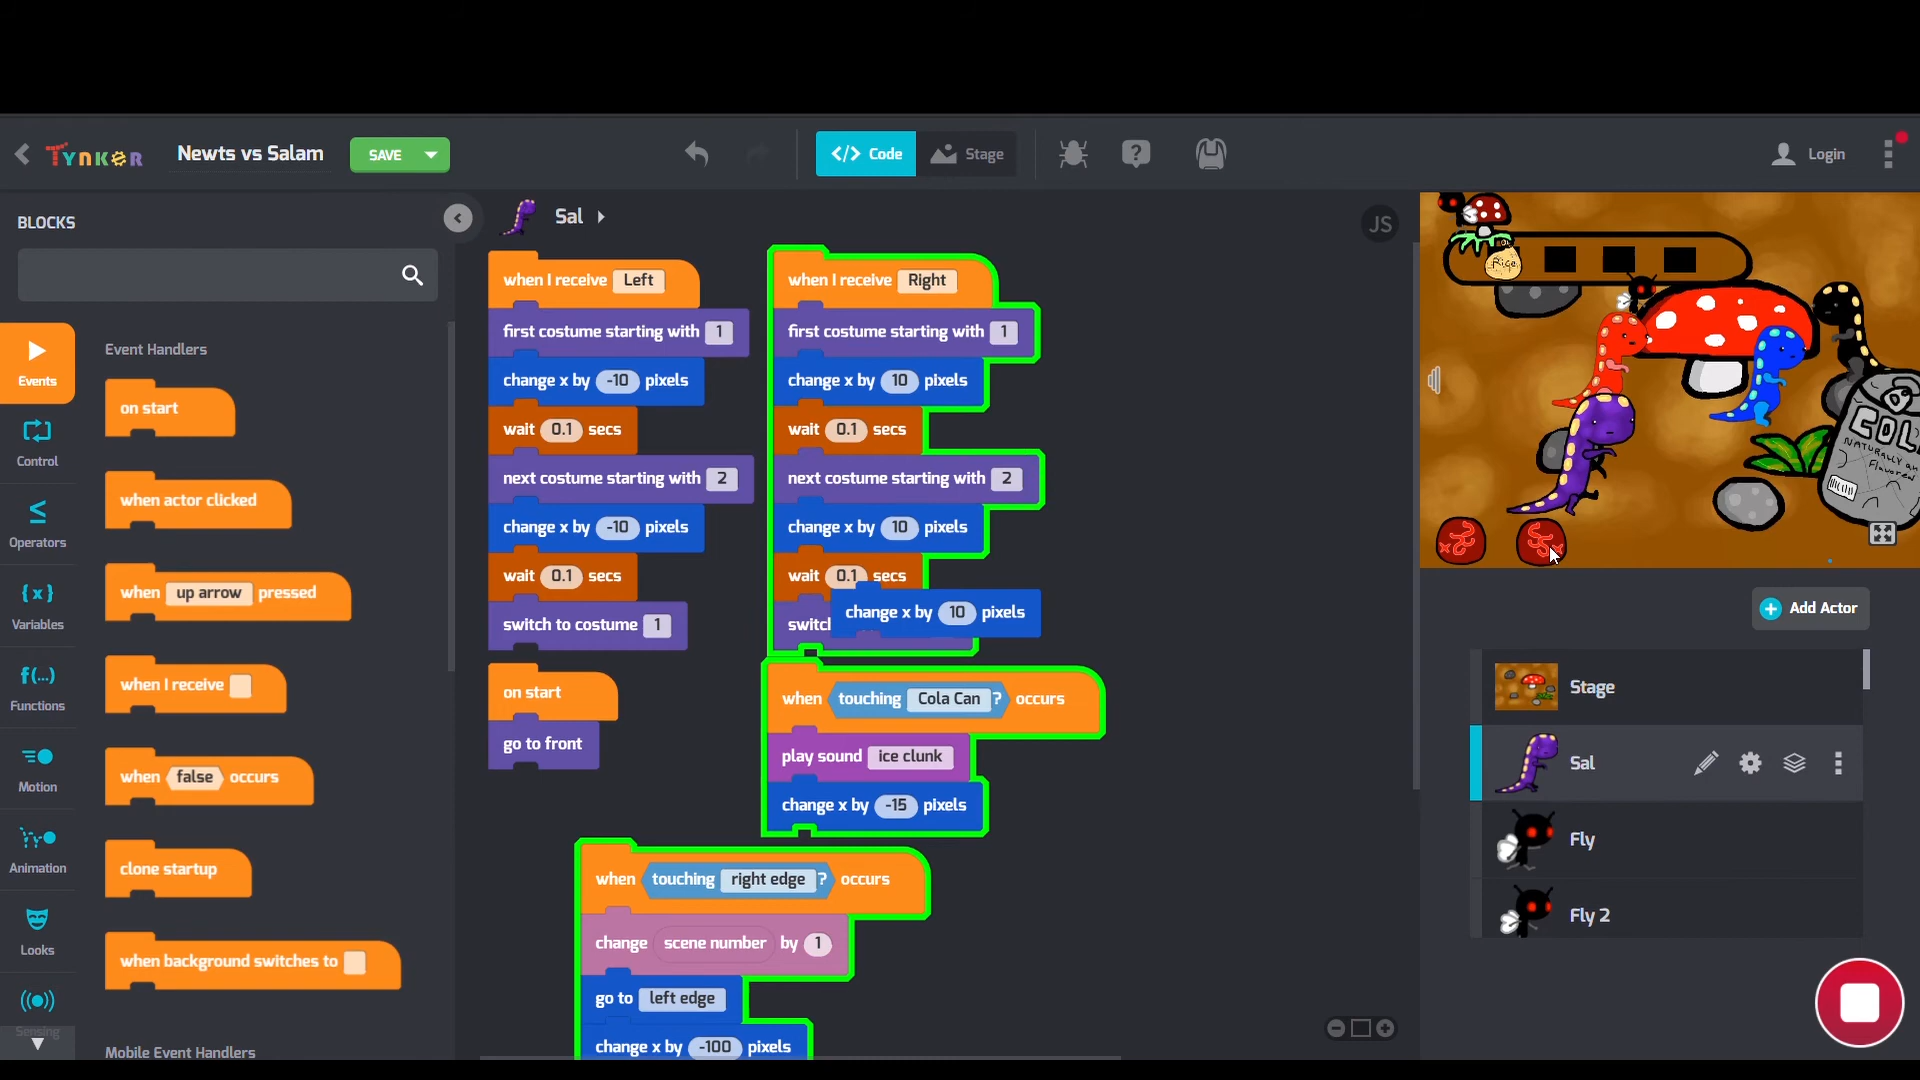 TYNKER
Newts vs Salam
SAVE
</> Code
Stage
?
Login
BLOCKS
Sal
JS
Events
Control
Operators
Variables
Functions
Motion
Animation
Looks
Sensing
Event Handlers
on start
when actor clicked
when up arrow pressed
when I receive
when false occurs
clone startup
when background switches to
Mobile Event Handlers
when I receive Left
first costume starting with 1
change x by -10 pixels
wait 0.1 secs
next costume starting with 2
change x by -10 pixels
wait 0.1 secs
switch to costume 1
on start
go to front
when I receive Right
first costume starting with 1
change x by 10 pixels
wait 0.1 secs
next costume starting with 2
change x by 10 pixels
wait 0.1 secs
change x by 10 pixels
when touching Cola Can ? occurs
play sound ice clunk
change x by -15 pixels
when touching right edge ? occurs
change scene number by 1
go to left edge
change x by -100 pixels
Rice
COL
NATURALLY
Flavored
Add Actor
Stage
Sal
Fly
Fly 2